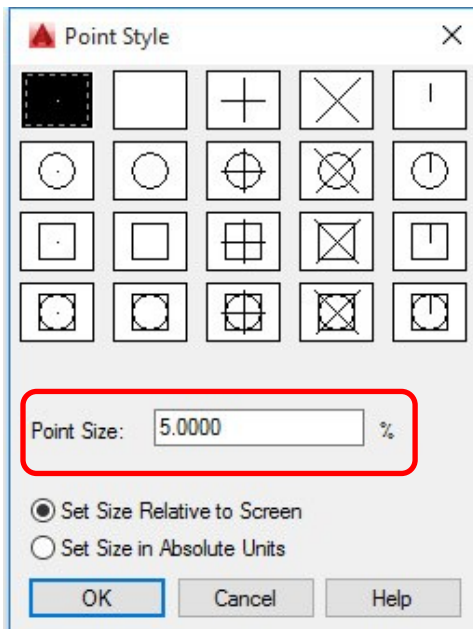 Point Style
Point Size: 5.0000 %
Set Size Relative to Screen
Set Size in Absolute Units
OK Cancel Help